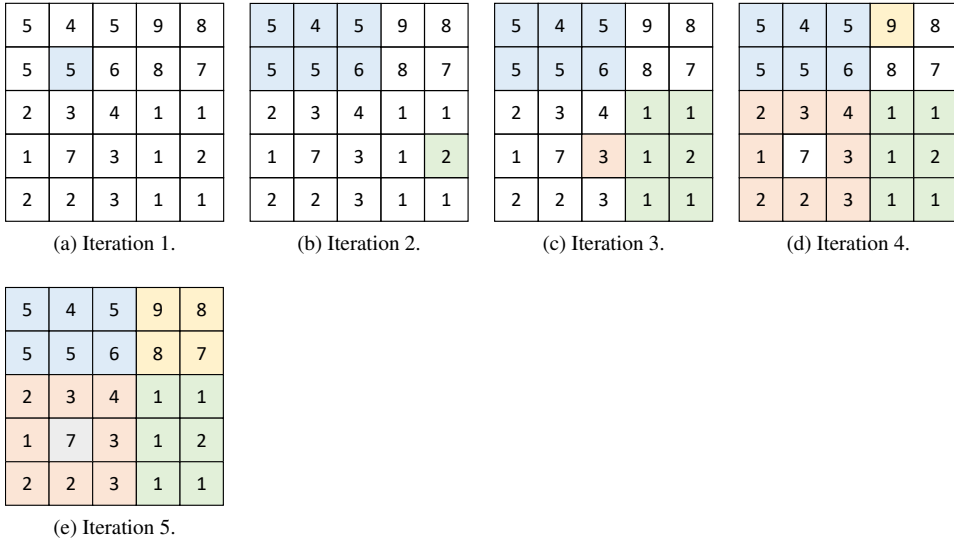 5 4 5 9 8 5 4 5 9 8 5 4 5 9 8 5 4 5 9 8
5 5 6 8 7 5 5 6 8 7 5 5 6 8 7 5 5 6 8 7
2 3 4 1 1 2 3 4 1 1 2 3 4 1 1 2 3 4 1 1
1 7 3 1 2 1 7 3 1 2 1 7 3 1 2 1 7 3 1 2
2 2 3 1 1 2 2 3 1 1 2 2 3 1 1 2 2 3 1 1
(a) Iteration 1. (b) Iteration 2. (c) Iteration 3. (d) Iteration 4.
5 4 5 9 8
5 5 6 8 7
2 3 4 1 1
1 7 3 1 2
2 2 3 1 1
(e) Iteration 5.